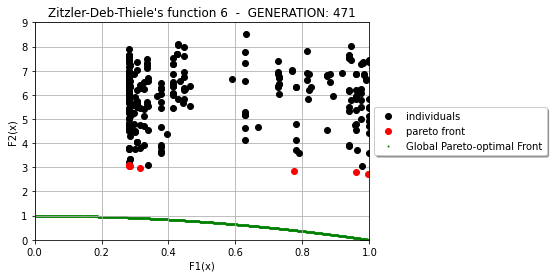 Zitzler-Deb-Thiele's function 6 - GENERATION: 471
9
8
7
6
5
4
3
2
1
0
F2(x)
0.0 0.2 0.4 0.6 0.8 1.0
F1(x)
individuals
pareto front
Global Pareto-optimal Front